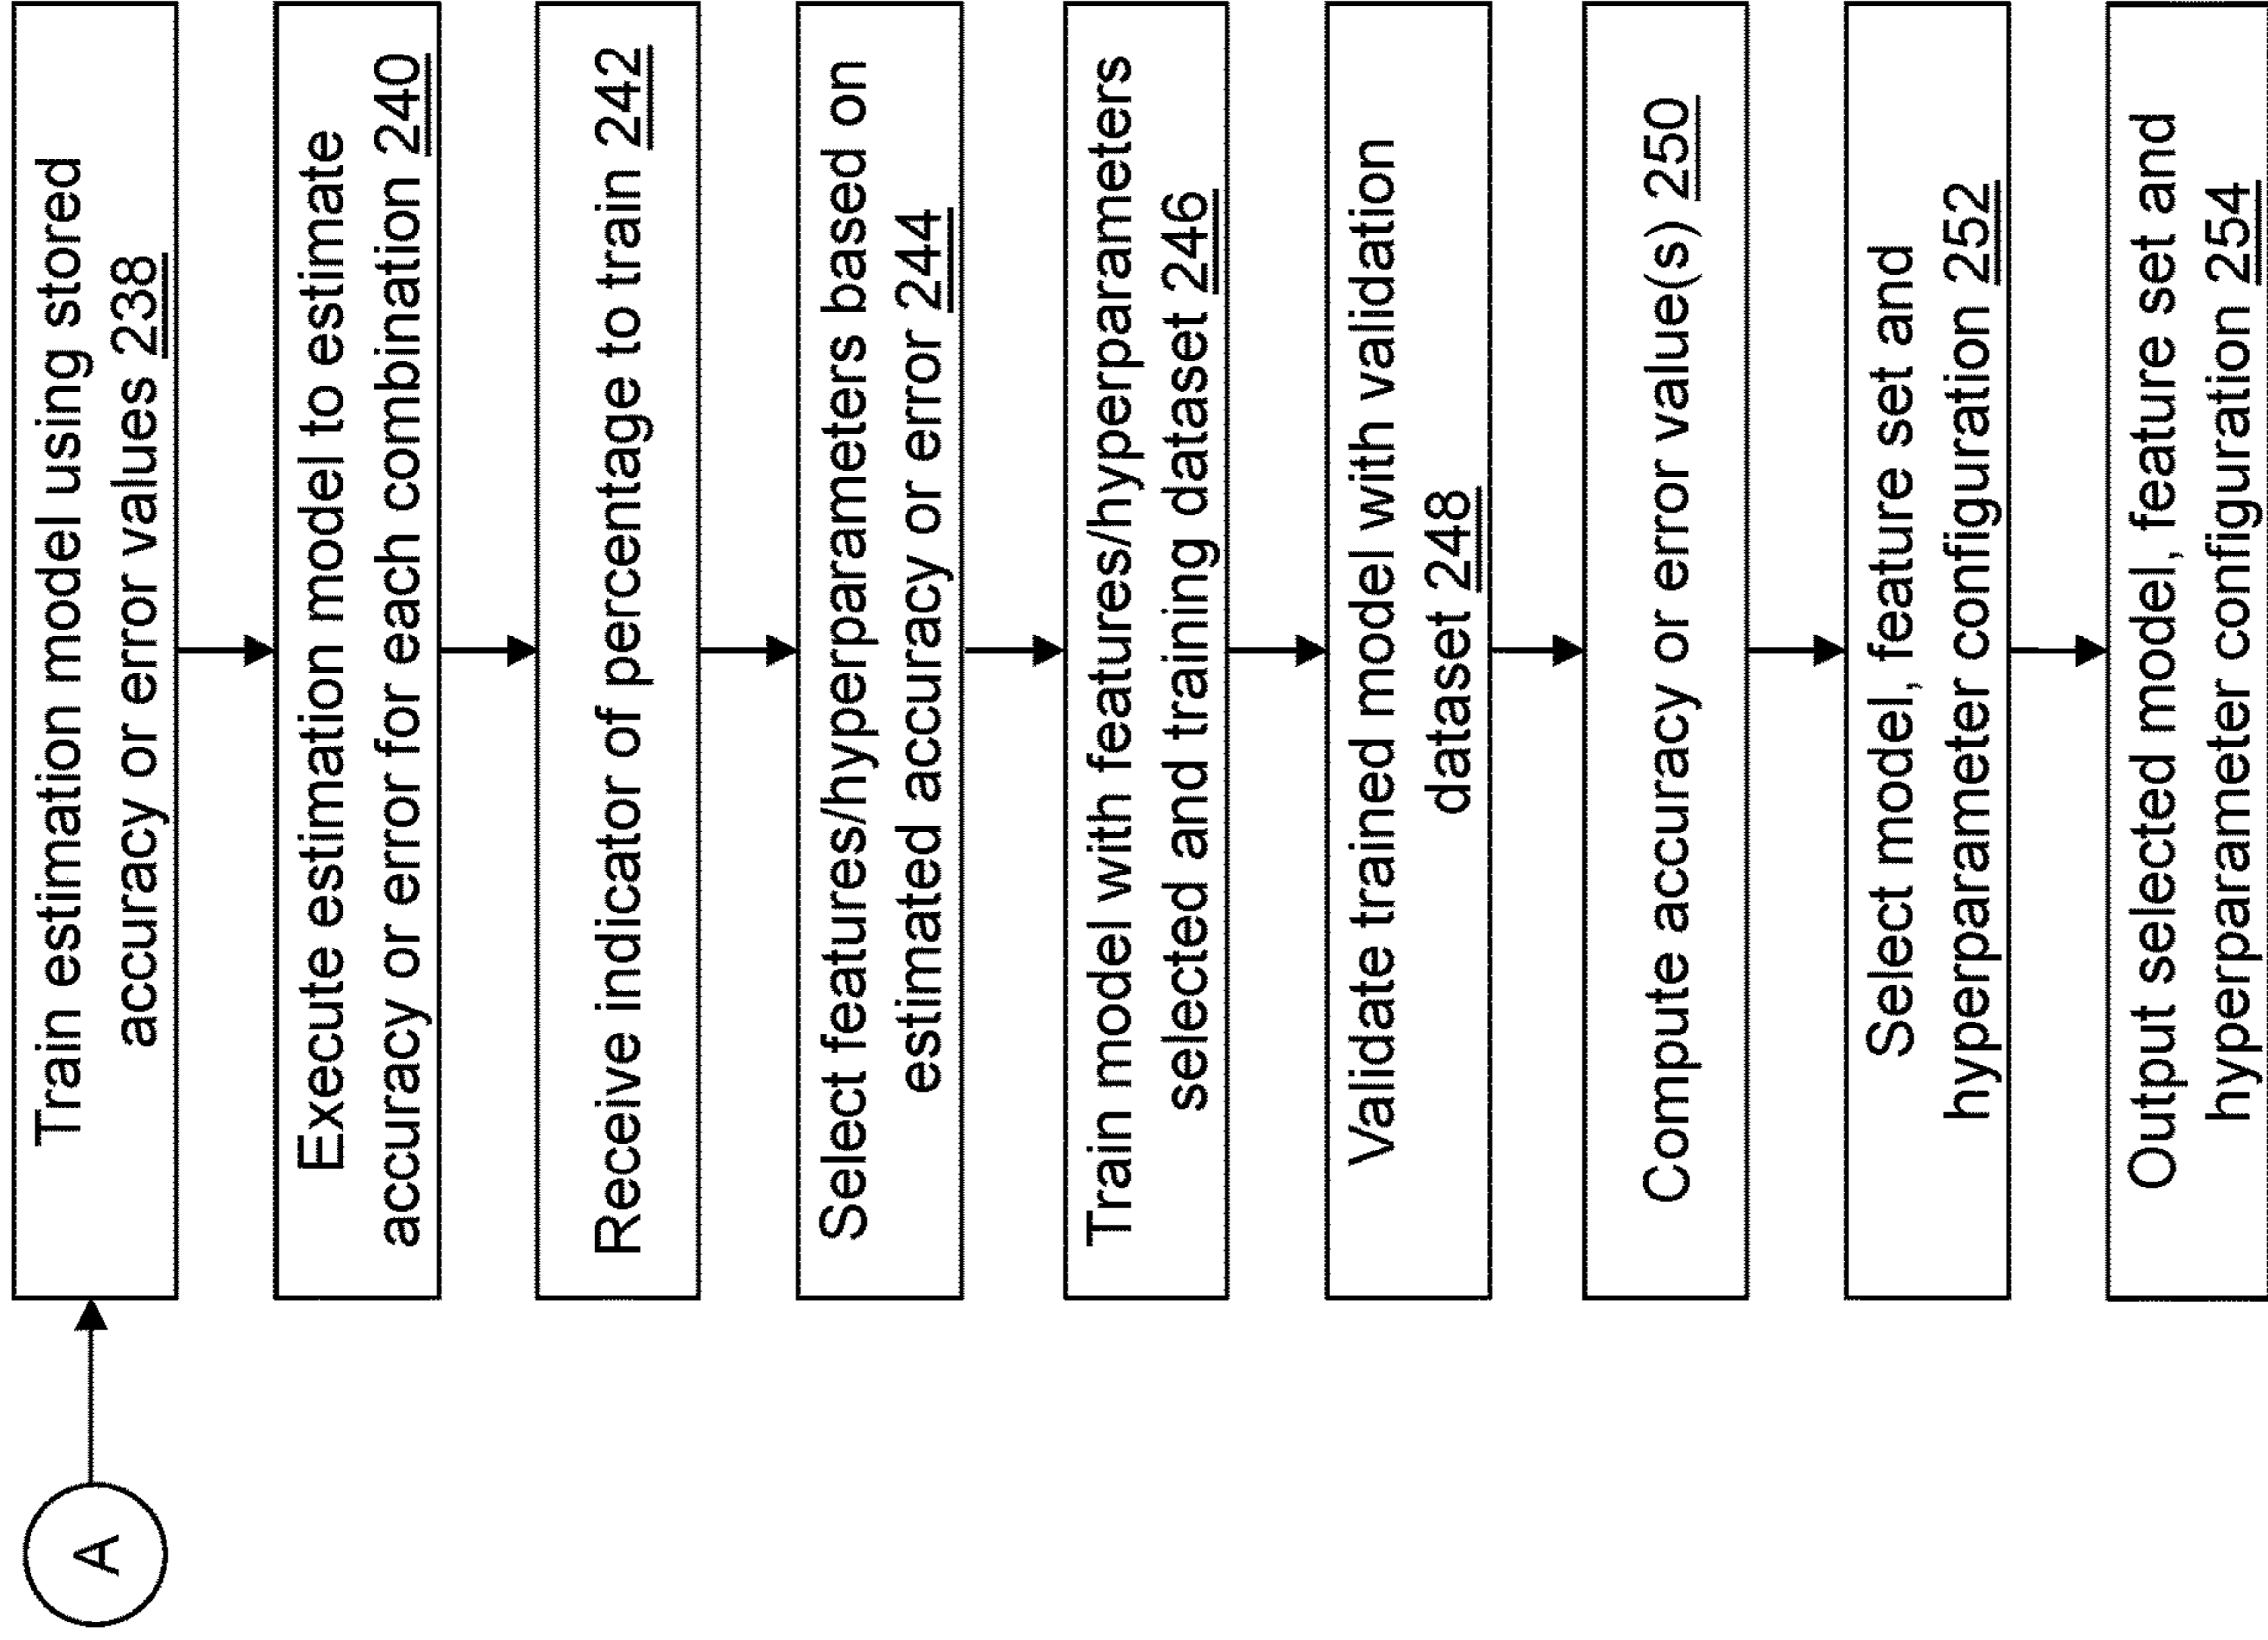 A
Train estimation model using stored
accuracy or error values 238
Execute estimation model to estimate
accuracy or error for each combination 240
Receive indicator of percentage to train 242
Select features/hyperparameters based on
estimated accuracy or error 244
Train model with features/hyperparameters
selected and training dataset 246
Validate trained model with validation
dataset 248
Compute accuracy or error value(s) 250
Select model, feature set and
hyperparameter configuration 252
Output selected model, feature set and
hyperparameter configuration 254